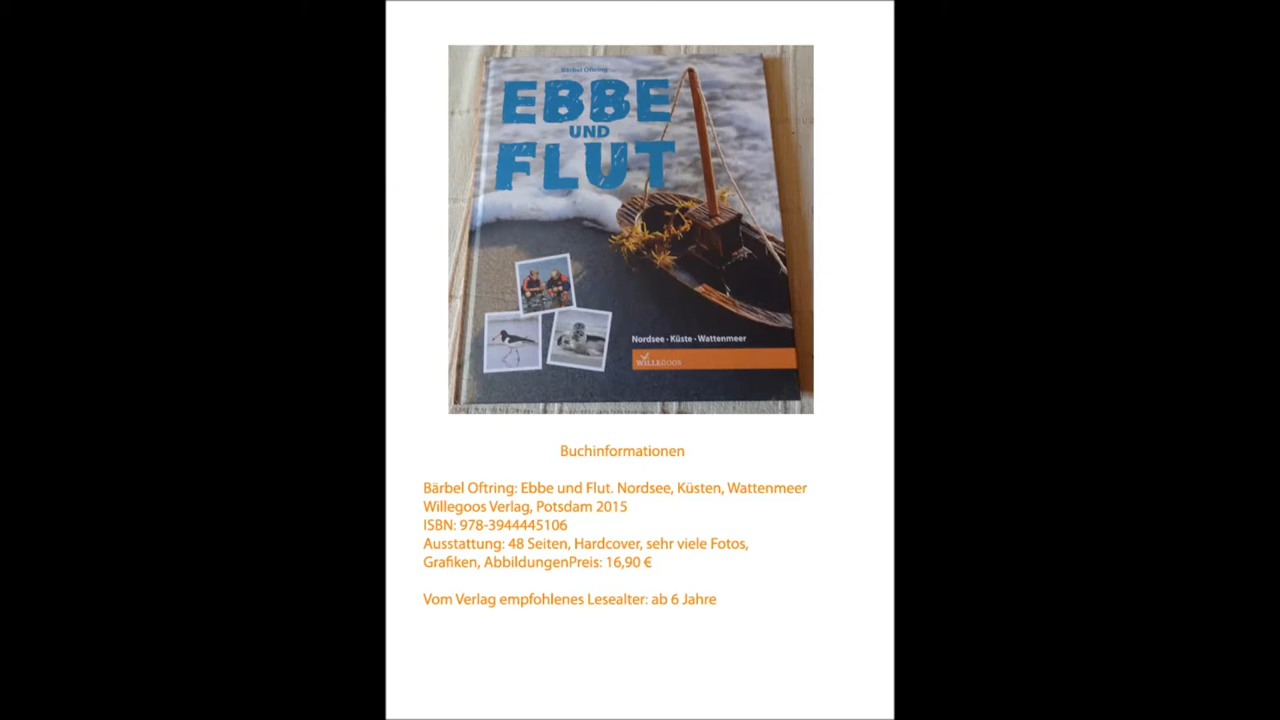 Bärbel Oftring
EBBE
UND
FLUT
Nordsee · Küste · Wattenmeer
WILLEGOOS
Buchinformationen
Bärbel Oftring: Ebbe und Flut. Nordsee, Küsten, Wattenmeer
Willegoos Verlag, Potsdam 2015
ISBN: 978-3944445106
Ausstattung: 48 Seiten, Hardcover, sehr viele Fotos,
Grafiken, AbbildungenPreis: 16,90 €
Vom Verlag empfohlenes Lesealter: ab 6 Jahre